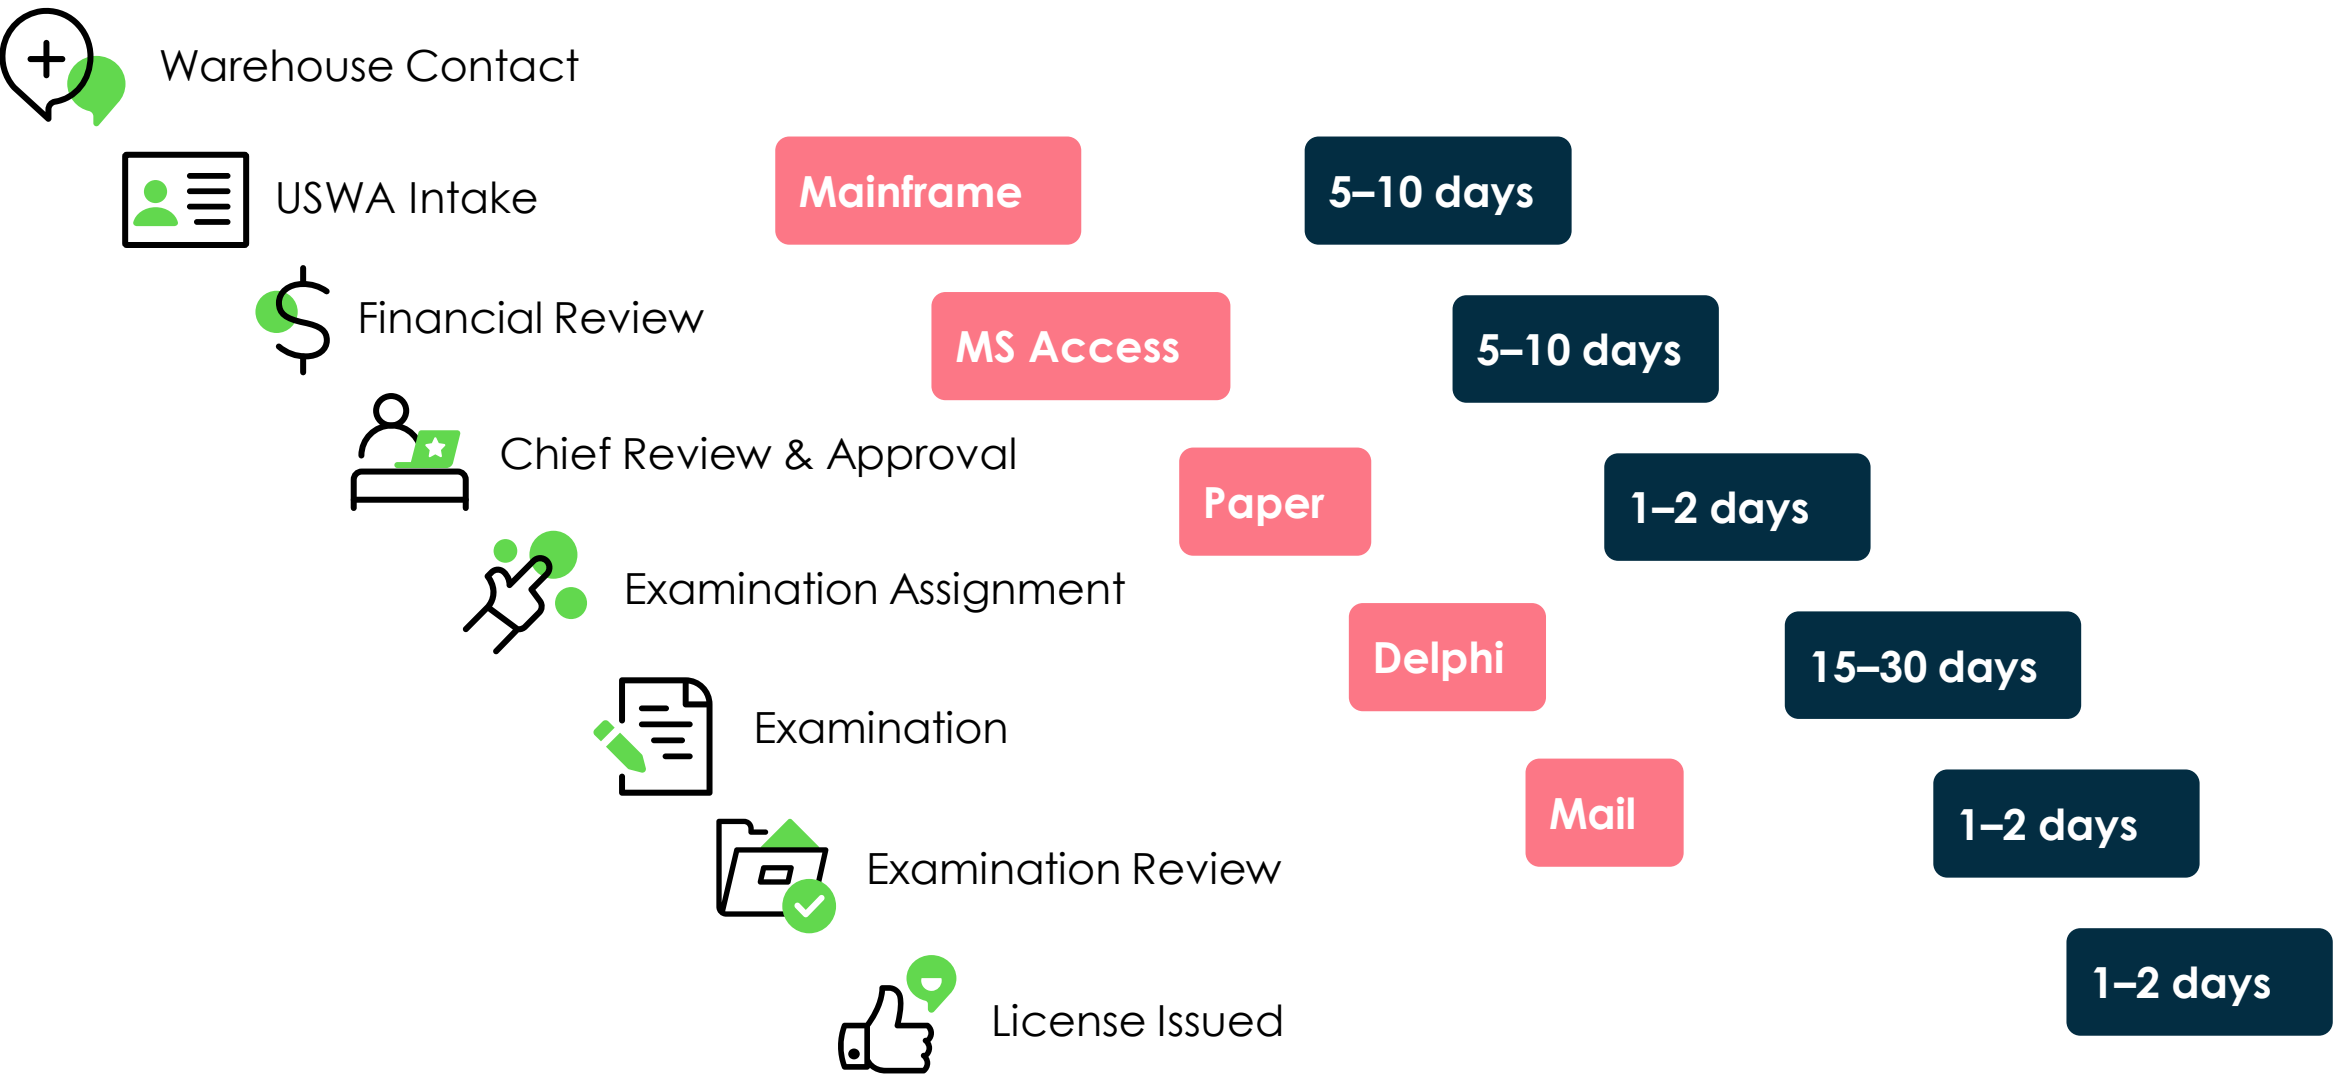 Warehouse Contact
USWA Intake
Mainframe
5–10 days
Financial Review
MS Access
5–10 days
Chief Review & Approval
Paper
1–2 days
Examination Assignment
Delphi
15–30 days
Examination
Mail
1–2 days
Examination Review
1–2 days
License Issued